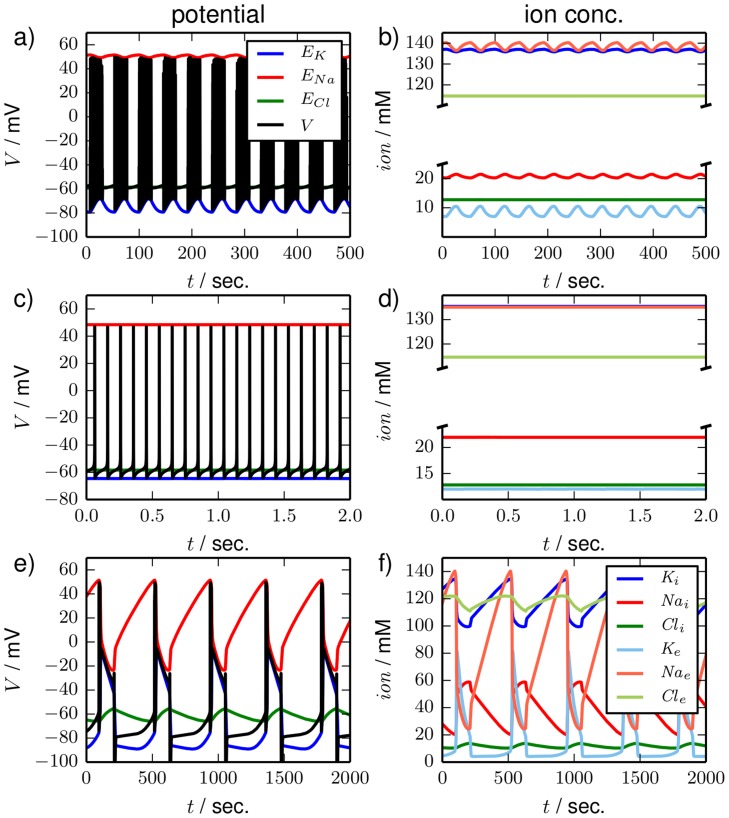 potential
ion conc.
a)
60
40
20
0
−20
−40
−60
−80
−100
V / mV
E_K
E_Na
E_Cl
V
0 100 200 300 400 500
t / sec.
b)
140
130
120
20
10
ion / mM
0 100 200 300 400 500
t / sec.
c)
60
40
20
0
−20
−40
−60
−80
V / mV
0.0 0.5 1.0 1.5 2.0
t / sec.
d)
130
120
20
15
ion / mM
0.0 0.5 1.0 1.5 2.0
t / sec.
e)
60
40
20
0
−20
−40
−60
−80
−100
V / mV
0 500 1000 1500 2000
t / sec.
f)
140
120
100
80
60
40
20
0
ion / mM
K_i
Na_i
Cl_i
K_e
Na_e
Cl_e
0 500 1000 1500 2000
t / sec.